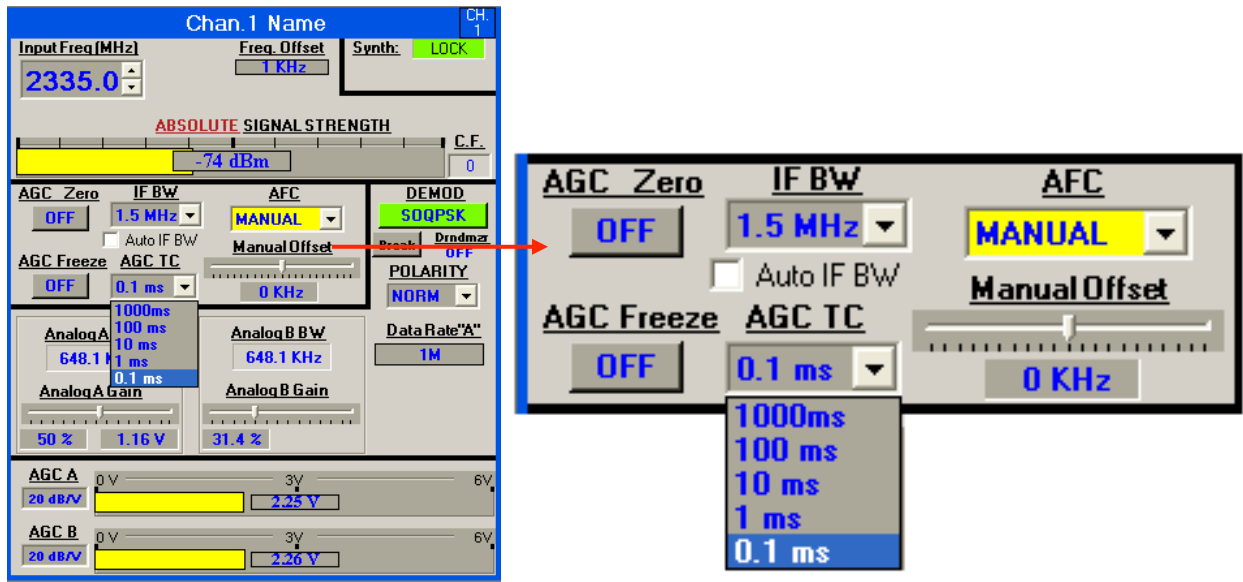 Chan.1 Name
CH.
1
Input Freq (MHz)
Freq. Offset
Synth: LOCK
1 KHz
2335.0
ABSOLUTE SIGNAL STRENGTH
C.F.
-74 dBm
0
AGC Zero IF BW AFC DEMOD
OFF 1.5 MHz MANUAL SOQPSK
Auto IF BW Manual Offset Break Drndmzr
OFF
AGC Freeze AGC TC POLARITY
OFF 0.1 ms 0 KHz NORM
1000ms
100 ms
10 ms
1 ms
0.1 ms
Analog A
Analog B BW
Data Rate"A"
648.1 K
648.1 KHz
1M
Analog A Gain
Analog B Gain
50 % 1.16 V 31.4 %
AGC A 0 V 3V 6V
20 dB/V 2.25 V
AGC B 0 V 3V 6V
20 dB/V 2.26 V
AGC Zero IF BW AFC
OFF 1.5 MHz MANUAL
Auto IF BW
Manual Offset
AGC Freeze AGC TC
OFF 0.1 ms 0 KHz
1000ms
100 ms
10 ms
1 ms
0.1 ms